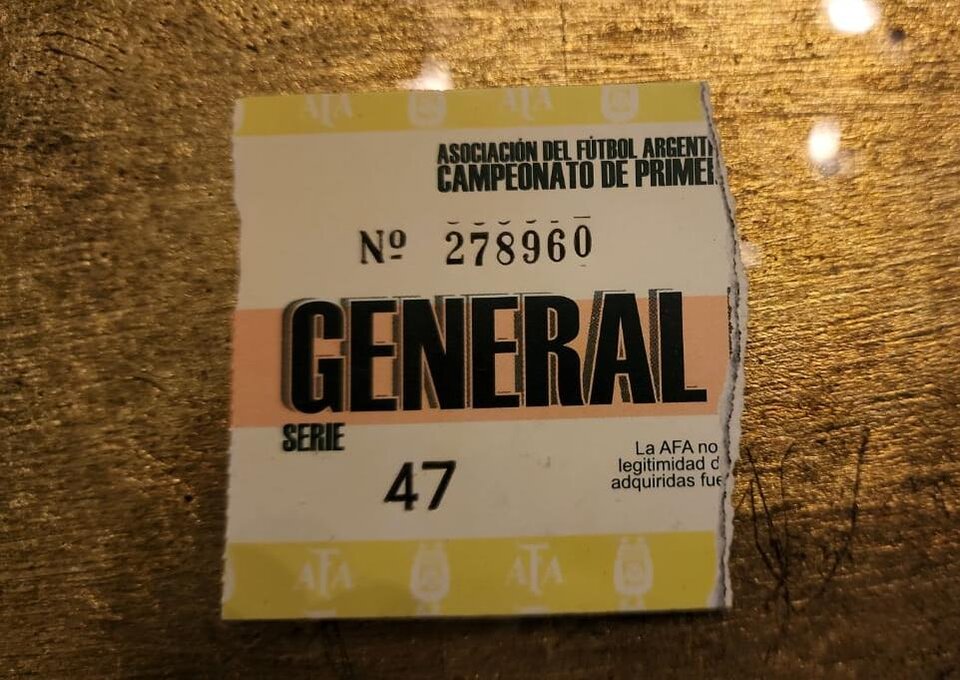 AFA AFA
ASOCIACIÓN DEL FÚTBOL ARGENT
CAMPEONATO DE PRIME
Nº 278960
GENERAL
SERIE
47
La AFA no
legitimidad d
adquiridas fue
AFA AFA